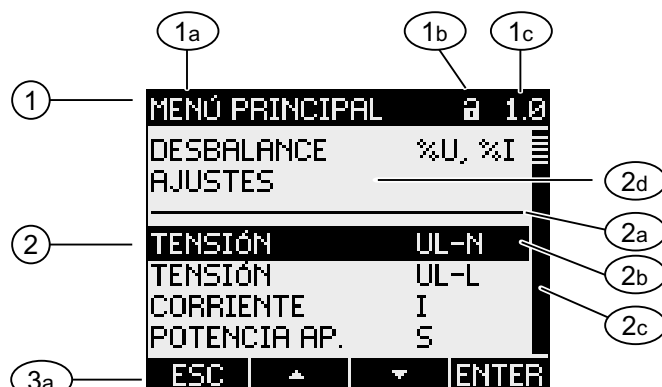 1a 1b 1c
1 MENÚ PRINCIPAL 1.0
DESBALANCE %U, %I
AJUSTES 2d
2a
2 TENSIÓN UL-N 2b
TENSIÓN UL-L
CORRIENTE I 2c
POTENCIA AP. S
3a ESC ENTER